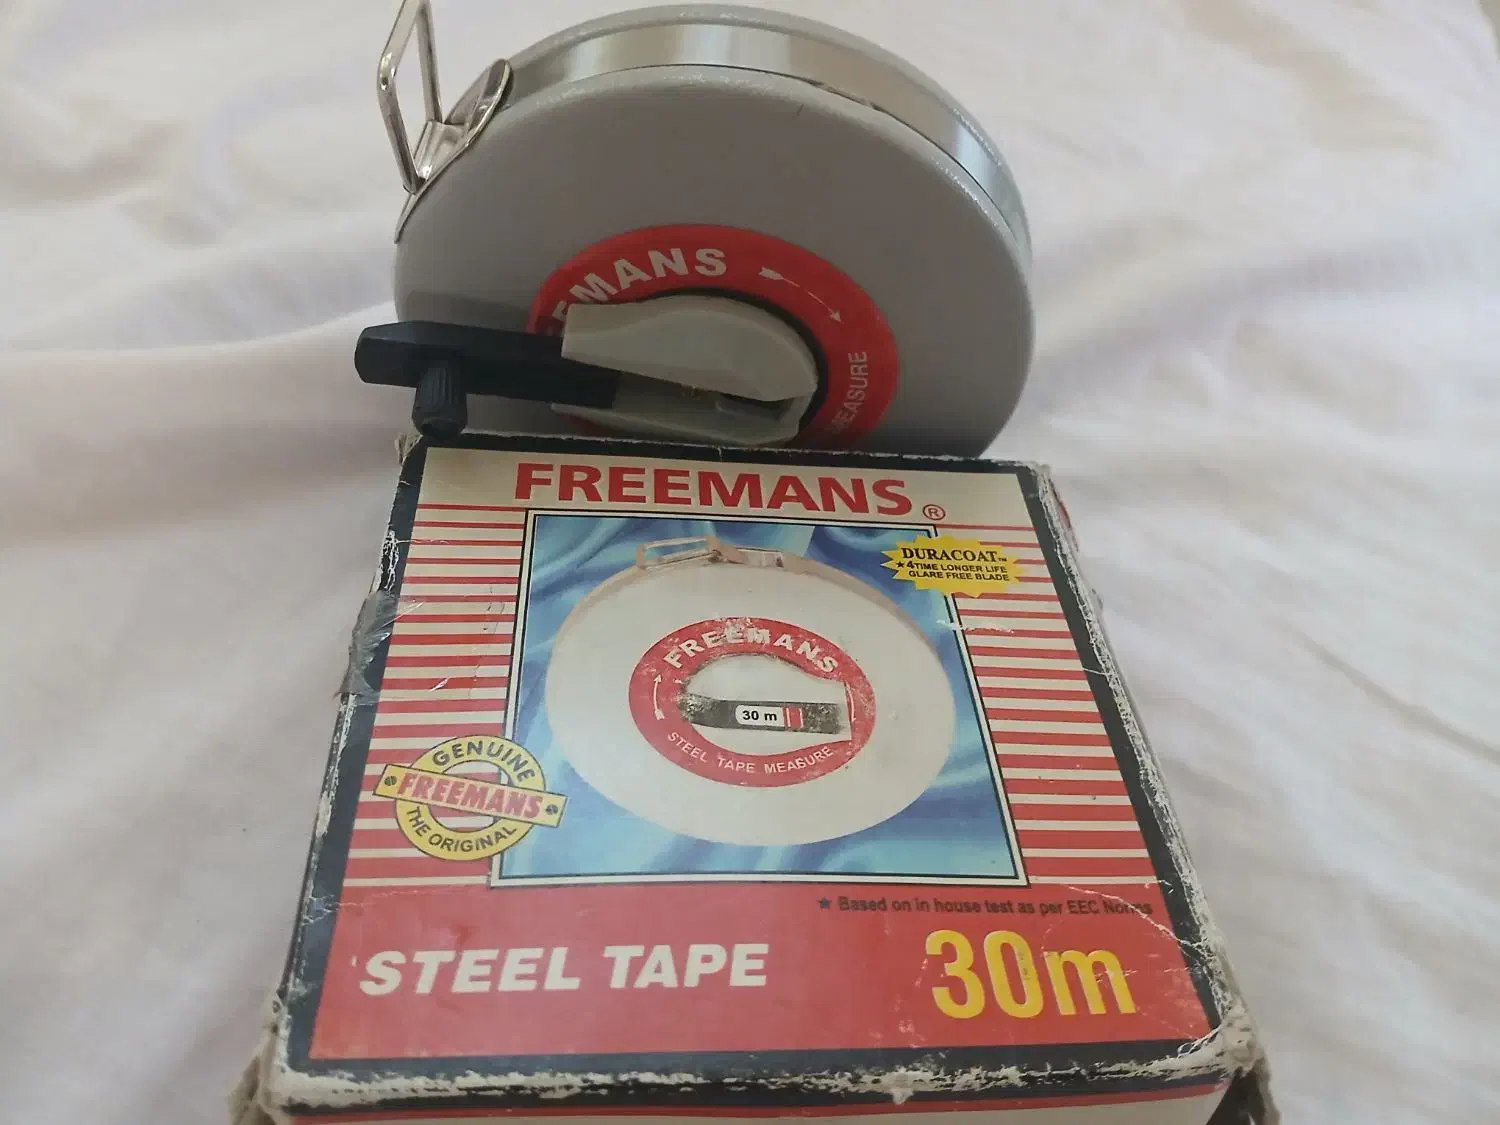 EMANS
MEASURE
FREEMANS®
DURACOAT™
★4TIME LONGER LIFE
GLARE FREE BLADE
FREEMANS
30 m
STEEL TAPE MEASURE
GENUINE
FREEMANS
THE ORIGINAL
★ Based on in house test as per EEC Norms
STEEL TAPE
30m